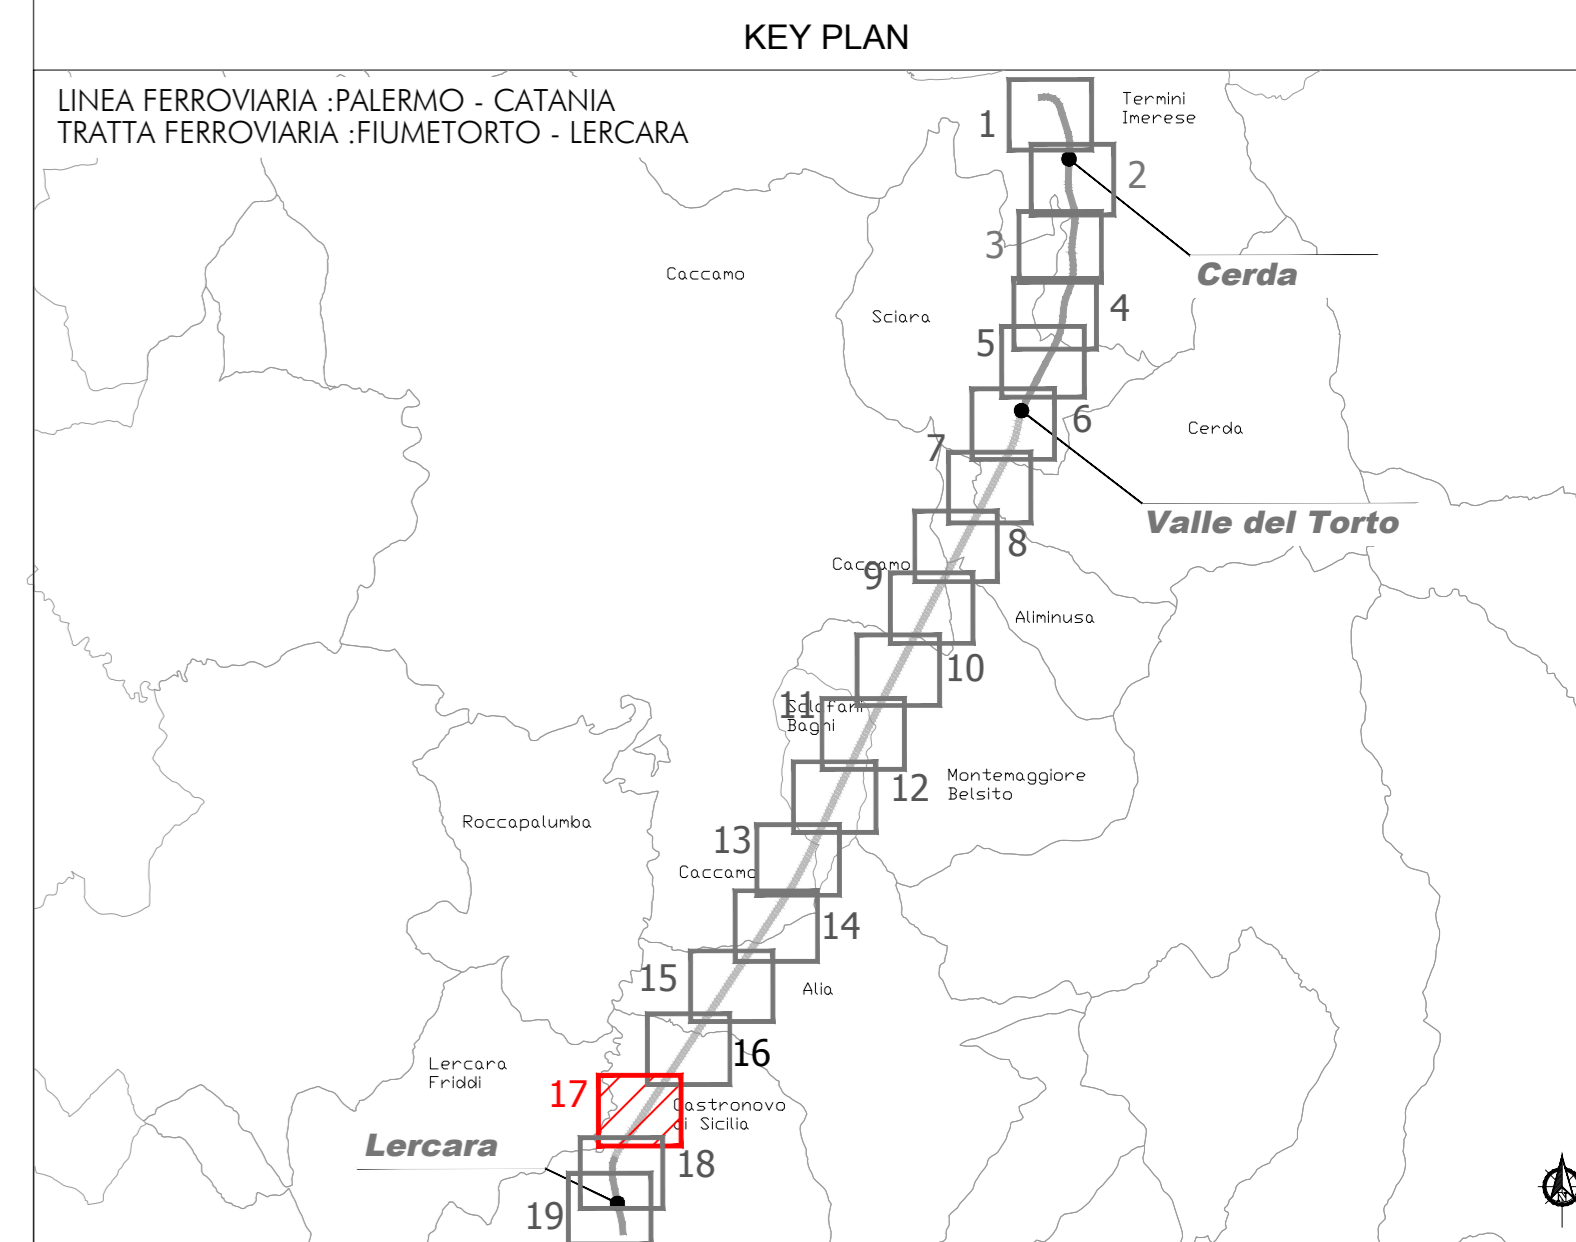 KEY PLAN
LINEA FERROVIARIA :PALERMO - CATANIA
TRATTA FERROVIARIA :FIUMETORTO - LERCARA
Termini
Imerese
1
2
3
Cerda
Caccamo
4
Sciara
5
6
Cerda
7
Valle del Torto
8
Caccamo
9
Aliminusa
10
11
Sclafani
Bagni
12
Montemaggiore
Belsito
Roccapalumba
13
Caccamo
14
15
Alia
16
Lercara
Friddi
17
Castronovo
di Sicilia
Lercara
18
19
N